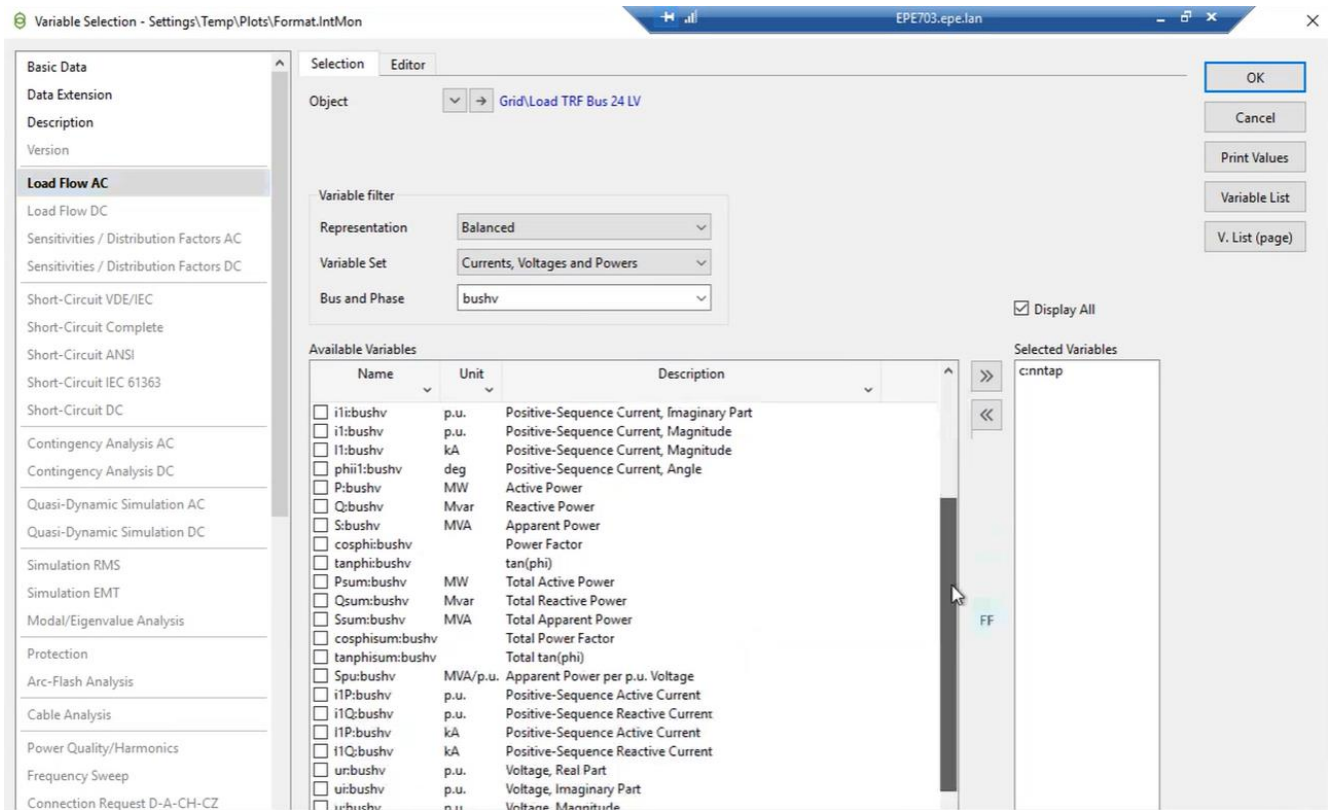 Variable Selection - Settings\Temp\Plots\Format.IntMon
EPE703.epe.lan
Basic Data
Data Extension
Description
Version
Load Flow AC
Load Flow DC
Sensitivities / Distribution Factors AC
Sensitivities / Distribution Factors DC
Short-Circuit VDE/IEC
Short-Circuit Complete
Short-Circuit ANSI
Short-Circuit IEC 61363
Short-Circuit DC
Contingency Analysis AC
Contingency Analysis DC
Quasi-Dynamic Simulation AC
Quasi-Dynamic Simulation DC
Simulation RMS
Simulation EMT
Modal/Eigenvalue Analysis
Protection
Arc-Flash Analysis
Cable Analysis
Power Quality/Harmonics
Frequency Sweep
Connection Request D-A-CH-CZ
Selection Editor
Object Grid\Load TRF Bus 24 LV
Variable filter
Representation Balanced
Variable Set Currents, Voltages and Powers
Bus and Phase bushv
Available Variables
Name Unit Description
i1i:bushv p.u. Positive-Sequence Current, Imaginary Part
i1:bushv p.u. Positive-Sequence Current, Magnitude
I1:bushv kA Positive-Sequence Current, Magnitude
phii1:bushv deg Positive-Sequence Current, Angle
P:bushv MW Active Power
Q:bushv Mvar Reactive Power
S:bushv MVA Apparent Power
cosphi:bushv Power Factor
tanphi:bushv tan(phi)
Psum:bushv MW Total Active Power
Qsum:bushv Mvar Total Reactive Power
Ssum:bushv MVA Total Apparent Power
cosphisum:bushv Total Power Factor
tanphisum:bushv Total tan(phi)
Spu:bushv MVA/p.u. Apparent Power per p.u. Voltage
i1P:bushv p.u. Positive-Sequence Active Current
i1Q:bushv p.u. Positive-Sequence Reactive Current
I1P:bushv kA Positive-Sequence Active Current
I1Q:bushv kA Positive-Sequence Reactive Current
ur:bushv p.u. Voltage, Real Part
ui:bushv p.u. Voltage, Imaginary Part
u:bushv p.u. Voltage, Magnitude
Display All
Selected Variables
c:nntap
FF
OK
Cancel
Print Values
Variable List
V. List (page)